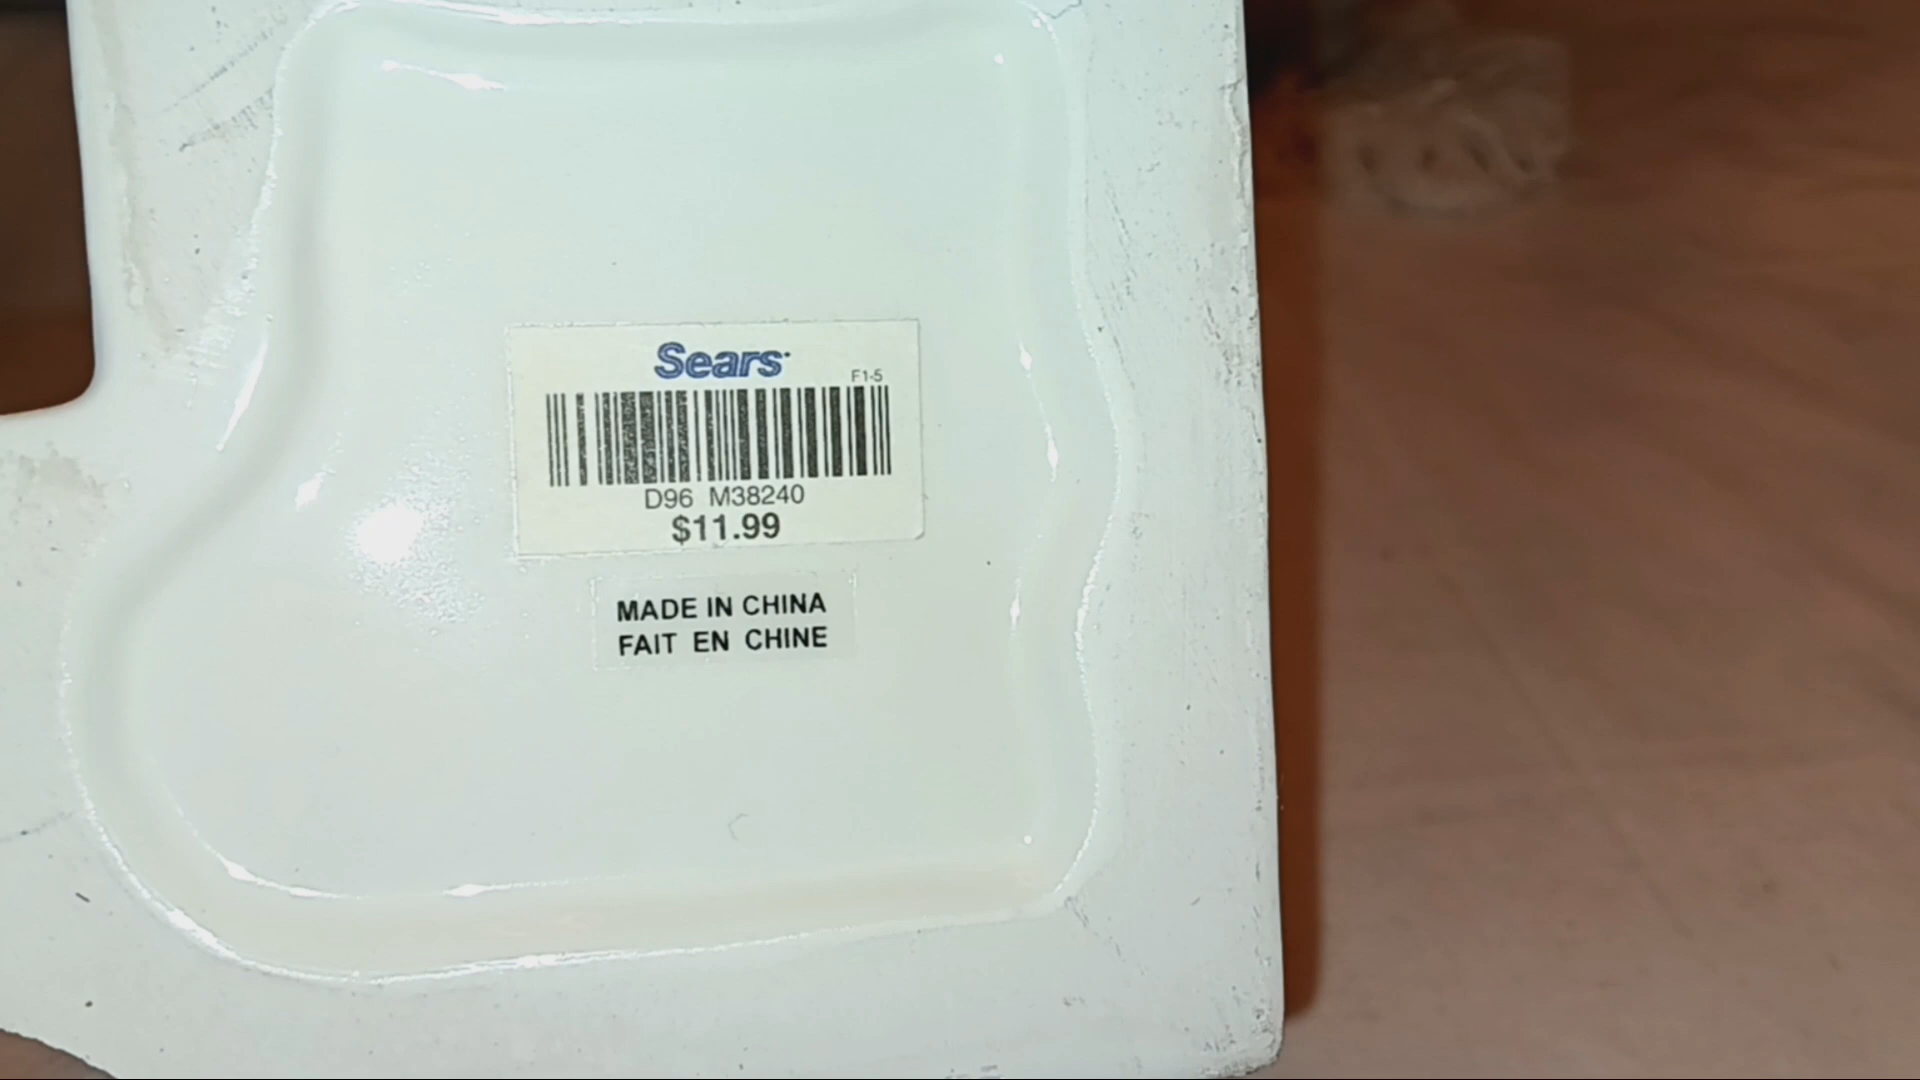 Sears
F1-5
D96 M38240
$11.99
MADE IN CHINA
FAIT EN CHINE